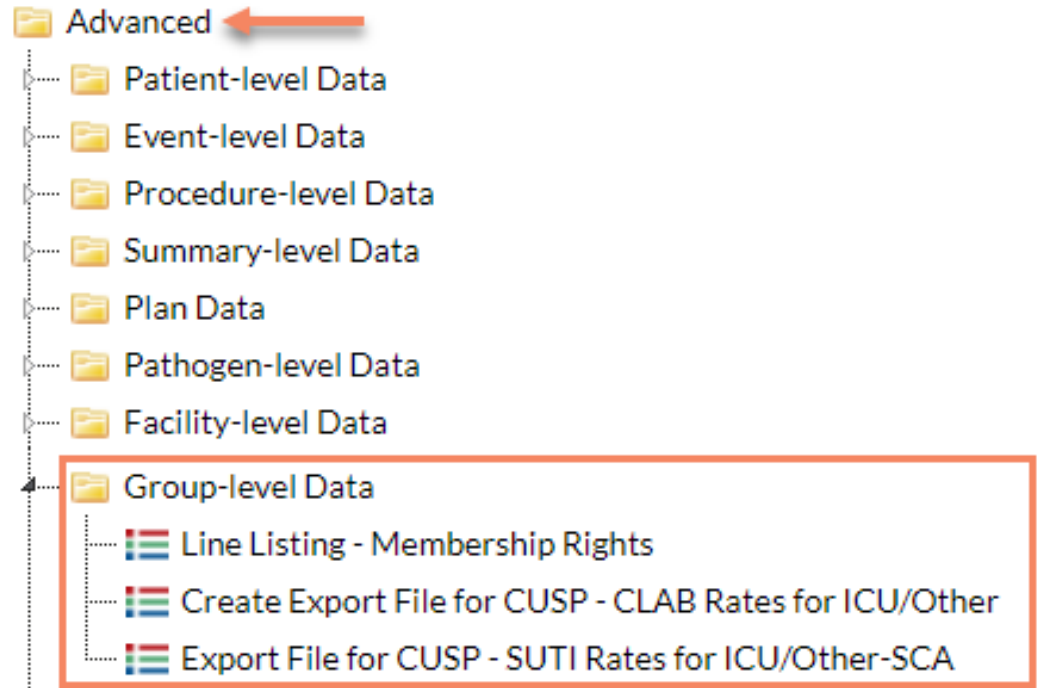 Advanced
Patient-level Data
Event-level Data
Procedure-level Data
Summary-level Data
Plan Data
Pathogen-level Data
Facility-level Data
Group-level Data
Line Listing - Membership Rights
Create Export File for CUSP - CLAB Rates for ICU/Other
Export File for CUSP - SUTI Rates for ICU/Other-SCA